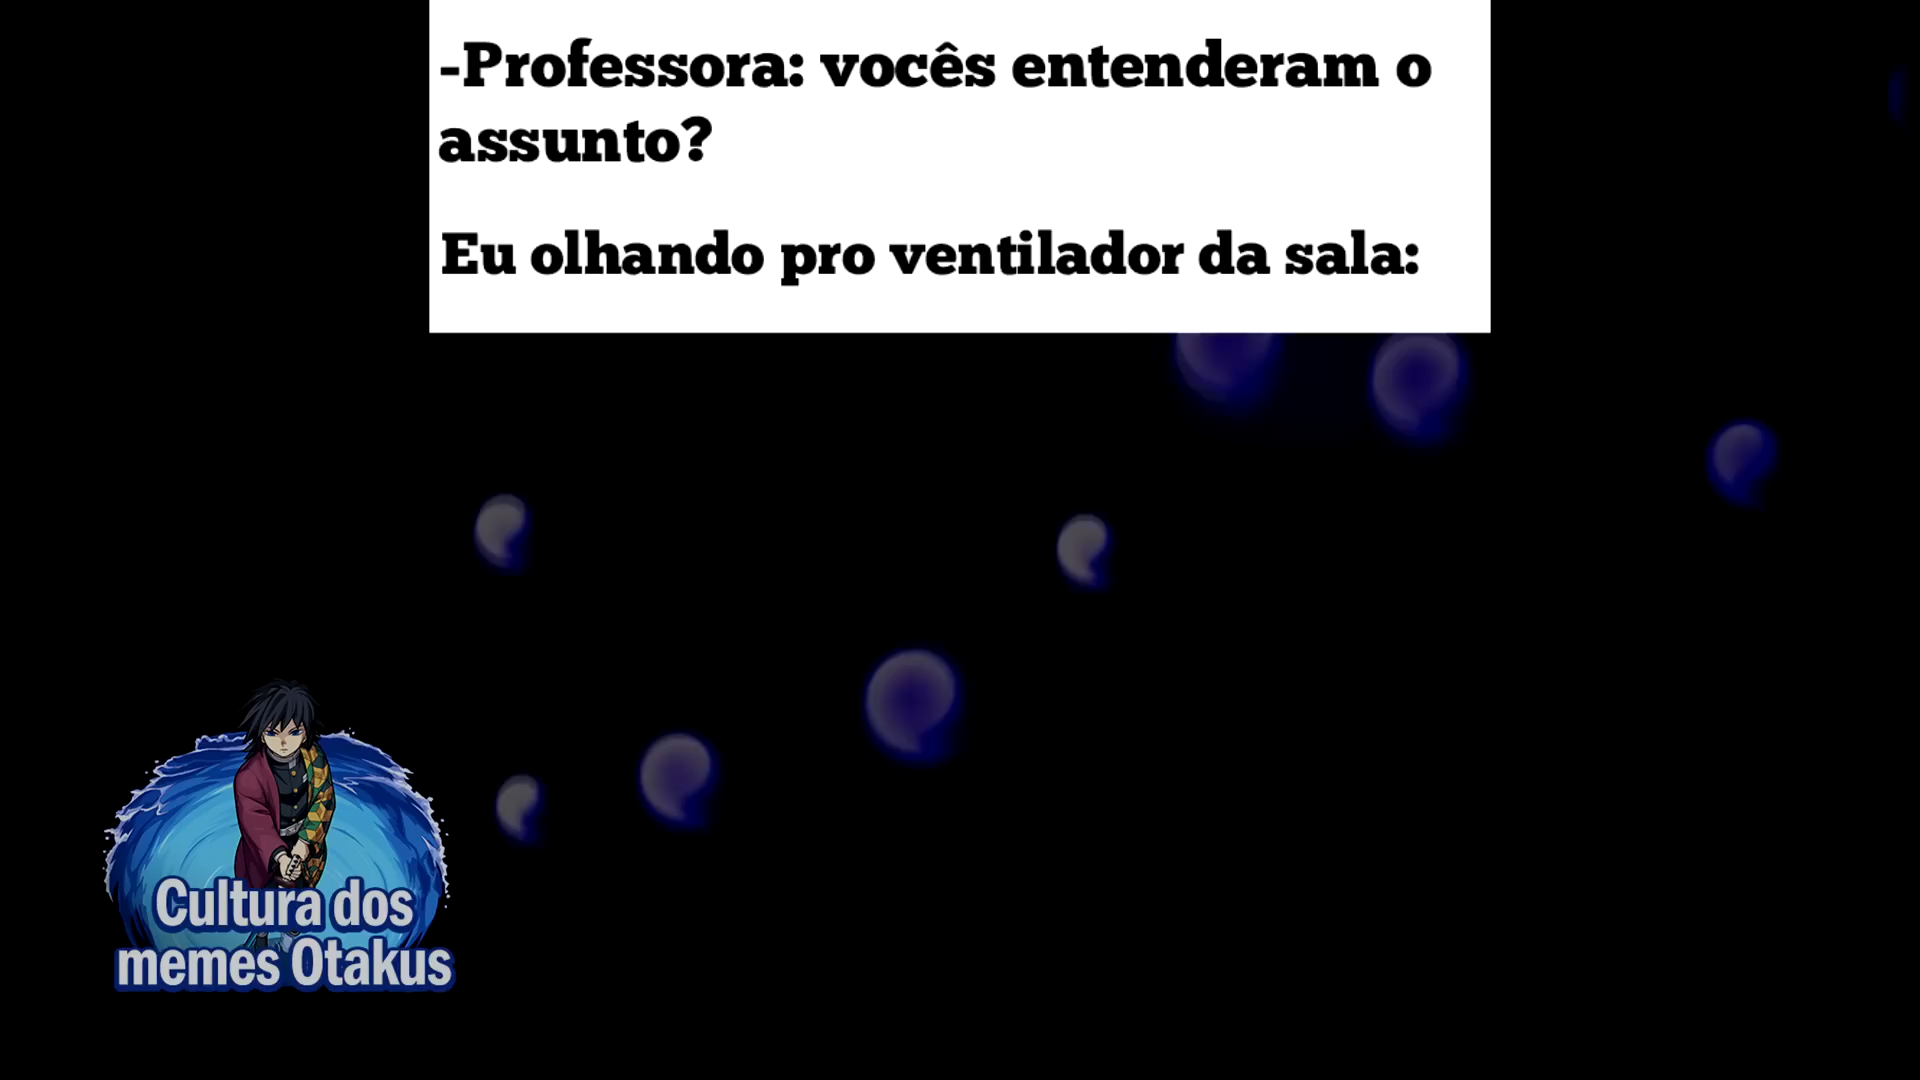 -Professora: vocês entenderam o
assunto?
Eu olhando pro ventilador da sala:
Cultura dos
memes Otakus